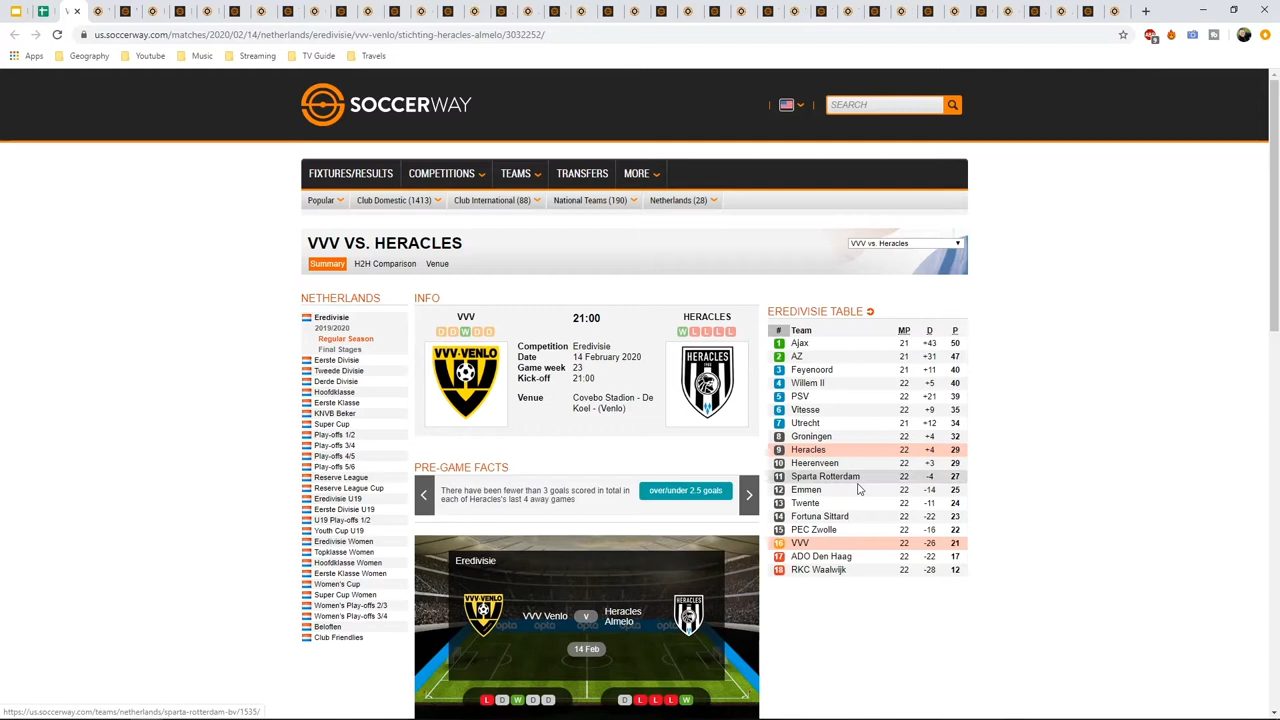 us.soccerway.com/matches/2020/02/14/netherlands/eredivisie/vvv-venlo/stichting-heracles-almelo/3032252/
Apps Geography Youtube Music Streaming TV Guide Travels
SOCCERWAY
SEARCH
FIXTURES/RESULTS COMPETITIONS TEAMS TRANSFERS MORE
Popular Club Domestic (1413) Club International (88) National Teams (190) Netherlands (28)
VVV VS. HERACLES
VVV vs. Heracles
Summary H2H Comparison Venue
NETHERLANDS
Eredivisie
2019/2020
Regular Season
Final Stages
Eerste Divisie
Tweede Divisie
Derde Divisie
Hoofdklasse
Eerste Klasse
KNVB Beker
Super Cup
Play-offs 1/2
Play-offs 3/4
Play-offs 4/5
Play-offs 5/6
Reserve League
Reserve League Cup
Eredivisie U19
Eerste Divisie U19
U19 Play-offs 1/2
Youth Cup U19
Eredivisie Women
Topklasse Women
Hoofdklasse Women
Eerste Klasse Women
Women's Cup
Super Cup Women
Women's Play-offs 2/3
Women's Play-offs 3/4
Beloften
Club Friendlies
INFO
VVV 21:00 HERACLES
D D W D D
W L L L L
VVV-VENLO
HERACLES
Competition Eredivisie
Date 14 February 2020
Game week 23
Kick-off 21:00
Venue Covebo Stadion - De
Koel - (Venlo)
PRE-GAME FACTS
There have been fewer than 3 goals scored in total in
each of Heracles's last 4 away games
over/under 2.5 goals
Eredivisie
VVV-VENLO
VVV Venlo v Heracles
Almelo
HERACLES
opta opta opta opta
14 Feb
L D W D D D L L L W
EREDIVISIE TABLE
# Team MP D P
1 Ajax 21 +43 50
2 AZ 21 +31 47
3 Feyenoord 21 +11 40
4 Willem II 22 +5 40
5 PSV 22 +21 39
6 Vitesse 22 +9 35
7 Utrecht 21 +12 34
8 Groningen 22 +4 32
9 Heracles 22 +4 29
10 Heerenveen 22 +3 29
11 Sparta Rotterdam 22 -4 27
12 Emmen 22 -14 25
13 Twente 22 -11 24
14 Fortuna Sittard 22 -22 23
15 PEC Zwolle 22 -16 22
16 VVV 22 -26 21
17 ADO Den Haag 22 -22 17
18 RKC Waalwijk 22 -28 12
https://us.soccerway.com/teams/netherlands/sparta-rotterdam-bv/1535/